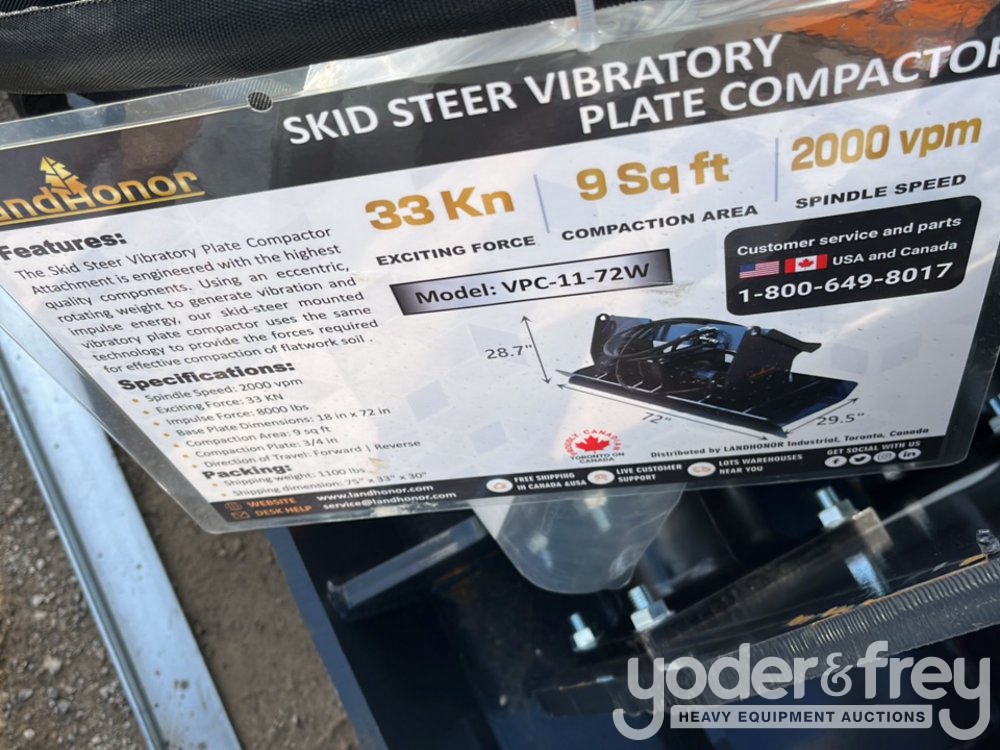 SKID STEER VIBRATORY
PLATE COMPACTOR
andHonor
33 Kn
EXCITING FORCE
9 Sq ft
COMPACTION AREA
2000 vpm
SPINDLE SPEED
Features:
The Skid Steer Vibratory Plate Compactor
Attachment is engineered with the highest
quality components. Using an eccentric,
rotating weight to generate vibration and
impulse energy, our skid-steer mounted
vibratory plate compactor uses the same
technology to provide the forces required
for effective compaction of flatwork soil .
Model: VPC-11-72W
Customer service and parts
USA and Canada
1-800-649-8017
Specifications:
Spindle Speed: 2000 vpm
Exciting Force: 33 KN
Impulse Force: 8000 lbs
Base Plate Dimensions: 18 in x 72 in
Compaction Area: 9 sq ft
Compaction Plate: 3/4 in
Direction of Travel: Forward | Reverse
Packing:
Shipping weight: 1100 lbs
Shipping dimension: 75" x 33" x 30"
28.7"
72"
29.5"
PROUDLY CANADIAN
TORONTO ON
CANADA
Distributed by LANDHONOR Industrial, Toronto, Canada
WEBSITE www.landhonor.com
DESK HELP service@landhonor.com
FREE SHIPPING
IN CANADA &USA
LIVE CUSTOMER
SUPPORT
LOTS WAREHOUSES
NEAR YOU
GET SOCIAL WITH US
yoder&frey
HEAVY EQUIPMENT AUCTIONS